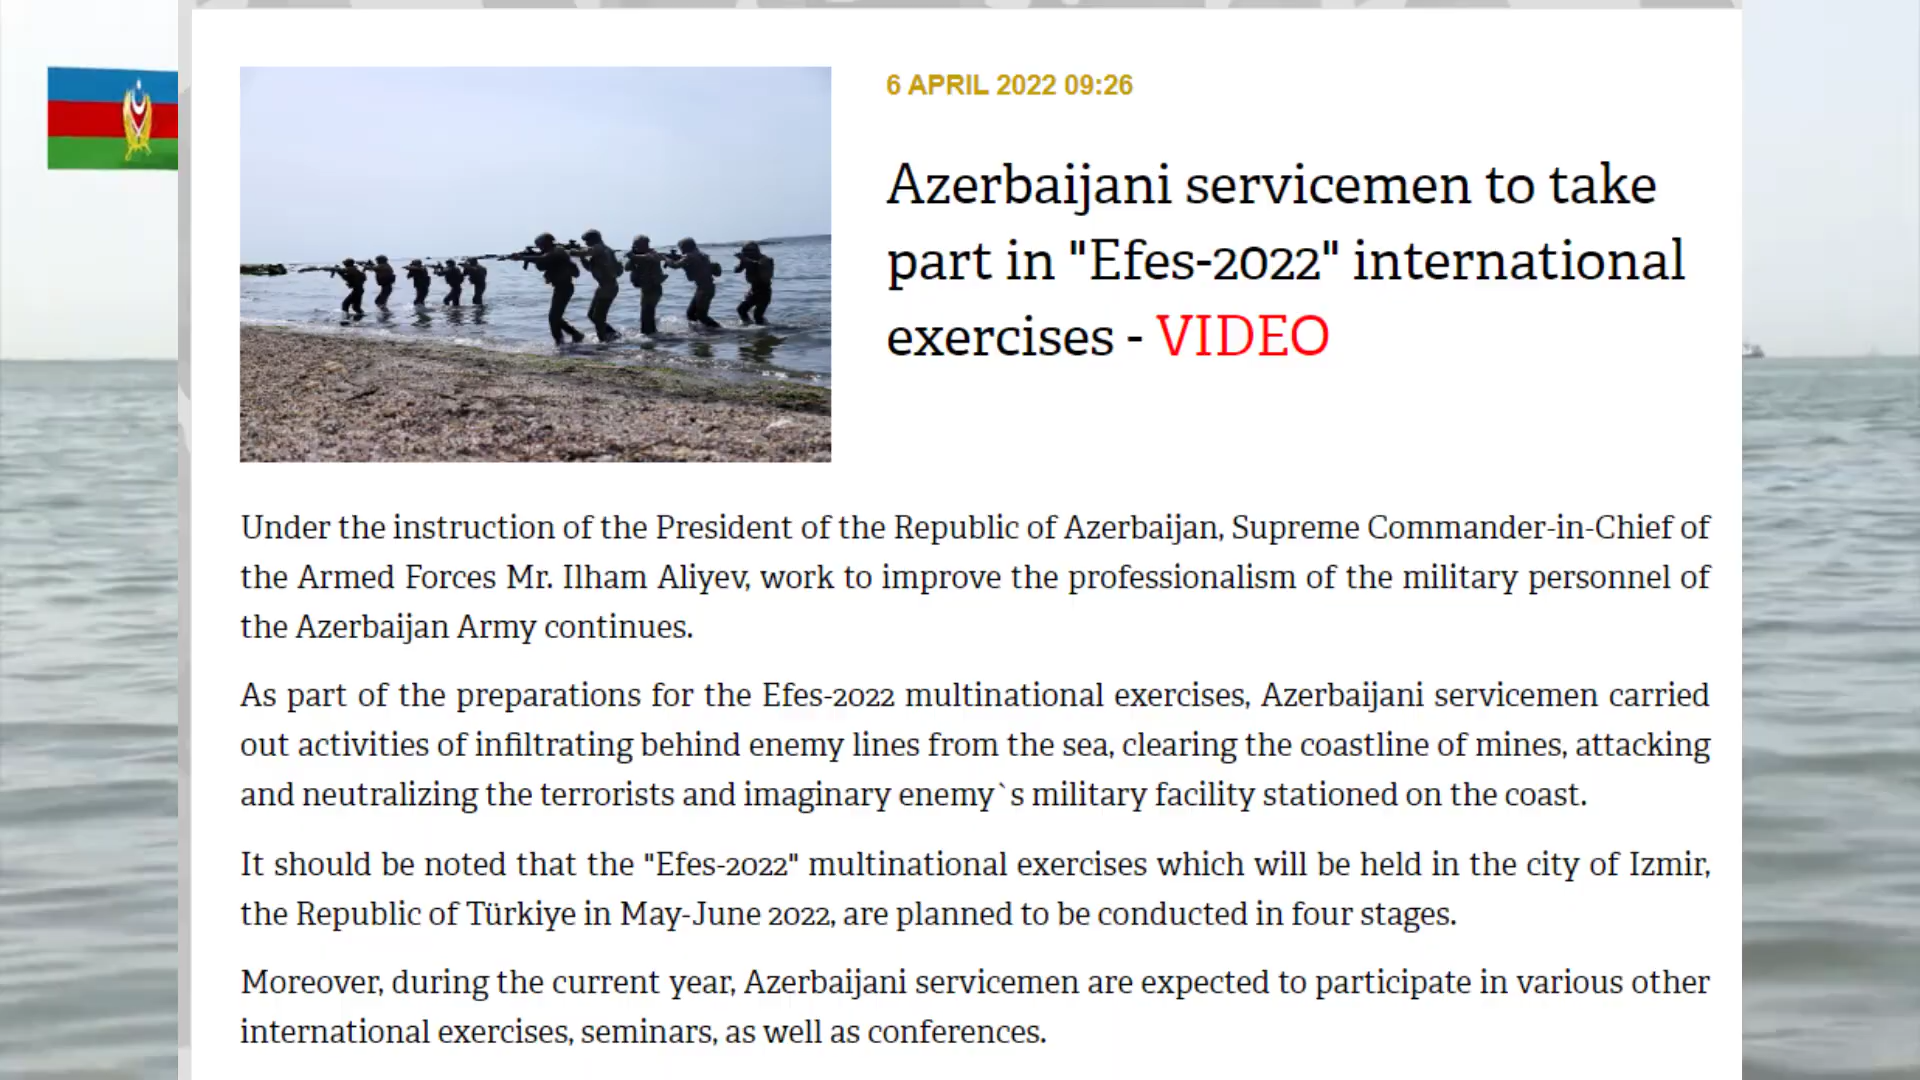 6 APRIL 2022 09:26
Azerbaijani servicemen to take
part in "Efes-2022" international
exercises - VIDEO
Under the instruction of the President of the Republic of Azerbaijan, Supreme Commander-in-Chief of
the Armed Forces Mr. Ilham Aliyev, work to improve the professionalism of the military personnel of
the Azerbaijan Army continues.
As part of the preparations for the Efes-2022 multinational exercises, Azerbaijani servicemen carried
out activities of infiltrating behind enemy lines from the sea, clearing the coastline of mines, attacking
and neutralizing the terrorists and imaginary enemy`s military facility stationed on the coast.
It should be noted that the "Efes-2022" multinational exercises which will be held in the city of Izmir,
the Republic of Türkiye in May-June 2022, are planned to be conducted in four stages.
Moreover, during the current year, Azerbaijani servicemen are expected to participate in various other
international exercises, seminars, as well as conferences.